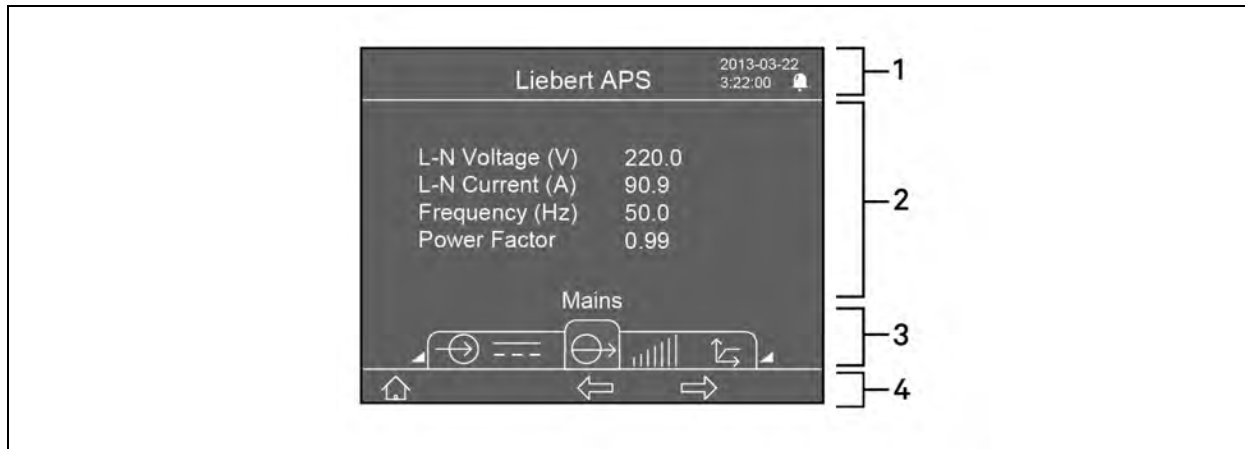 Liebert APS
2013-03-22
3:22:00
1
L-N Voltage (V) 220.0
L-N Current (A) 90.9
Frequency (Hz) 50.0
Power Factor 0.99
2
Mains
3
4